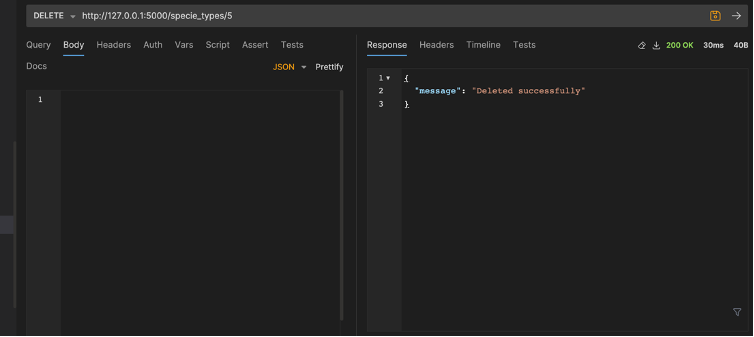 DELETE http://127.0.0.1:5000/specie_types/5
Query Body Headers Auth Vars Script Assert Tests
Docs
JSON Prettify
1
Response Headers Timeline Tests
200 OK 30ms 40B
1 {
2 "message": "Deleted successfully"
3 }